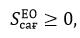 S_{car}^{EO} ≥ 0,